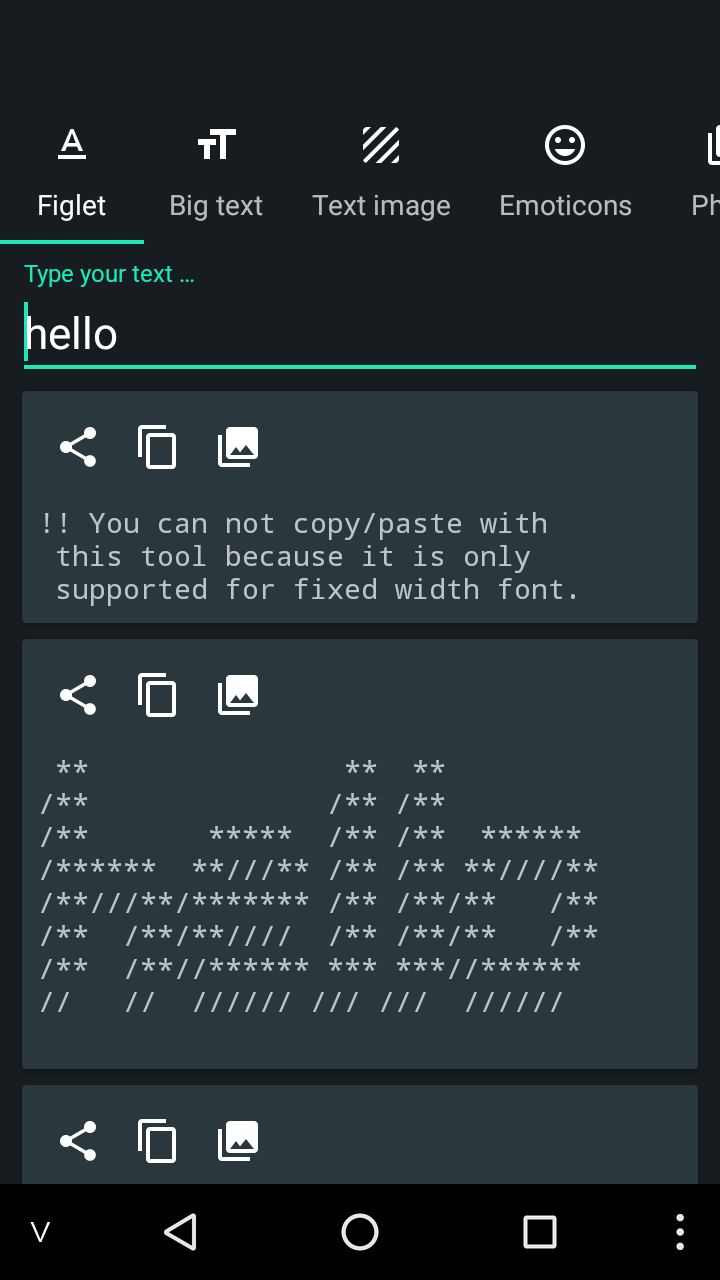 Figlet Big text Text image Emoticons Ph
Type your text ...
hello
!! You can not copy/paste with
this tool because it is only
supported for fixed width font.
 **               **  **
/**              /** /**
/**       *****  /** /**  ******
/******  **///** /** /** **////**
/**///**/******* /** /**/**   /**
/**  /**/**////  /** /**/**   /**
/**  /**//****** *** ***//******
//   //  ////// /// ///  //////